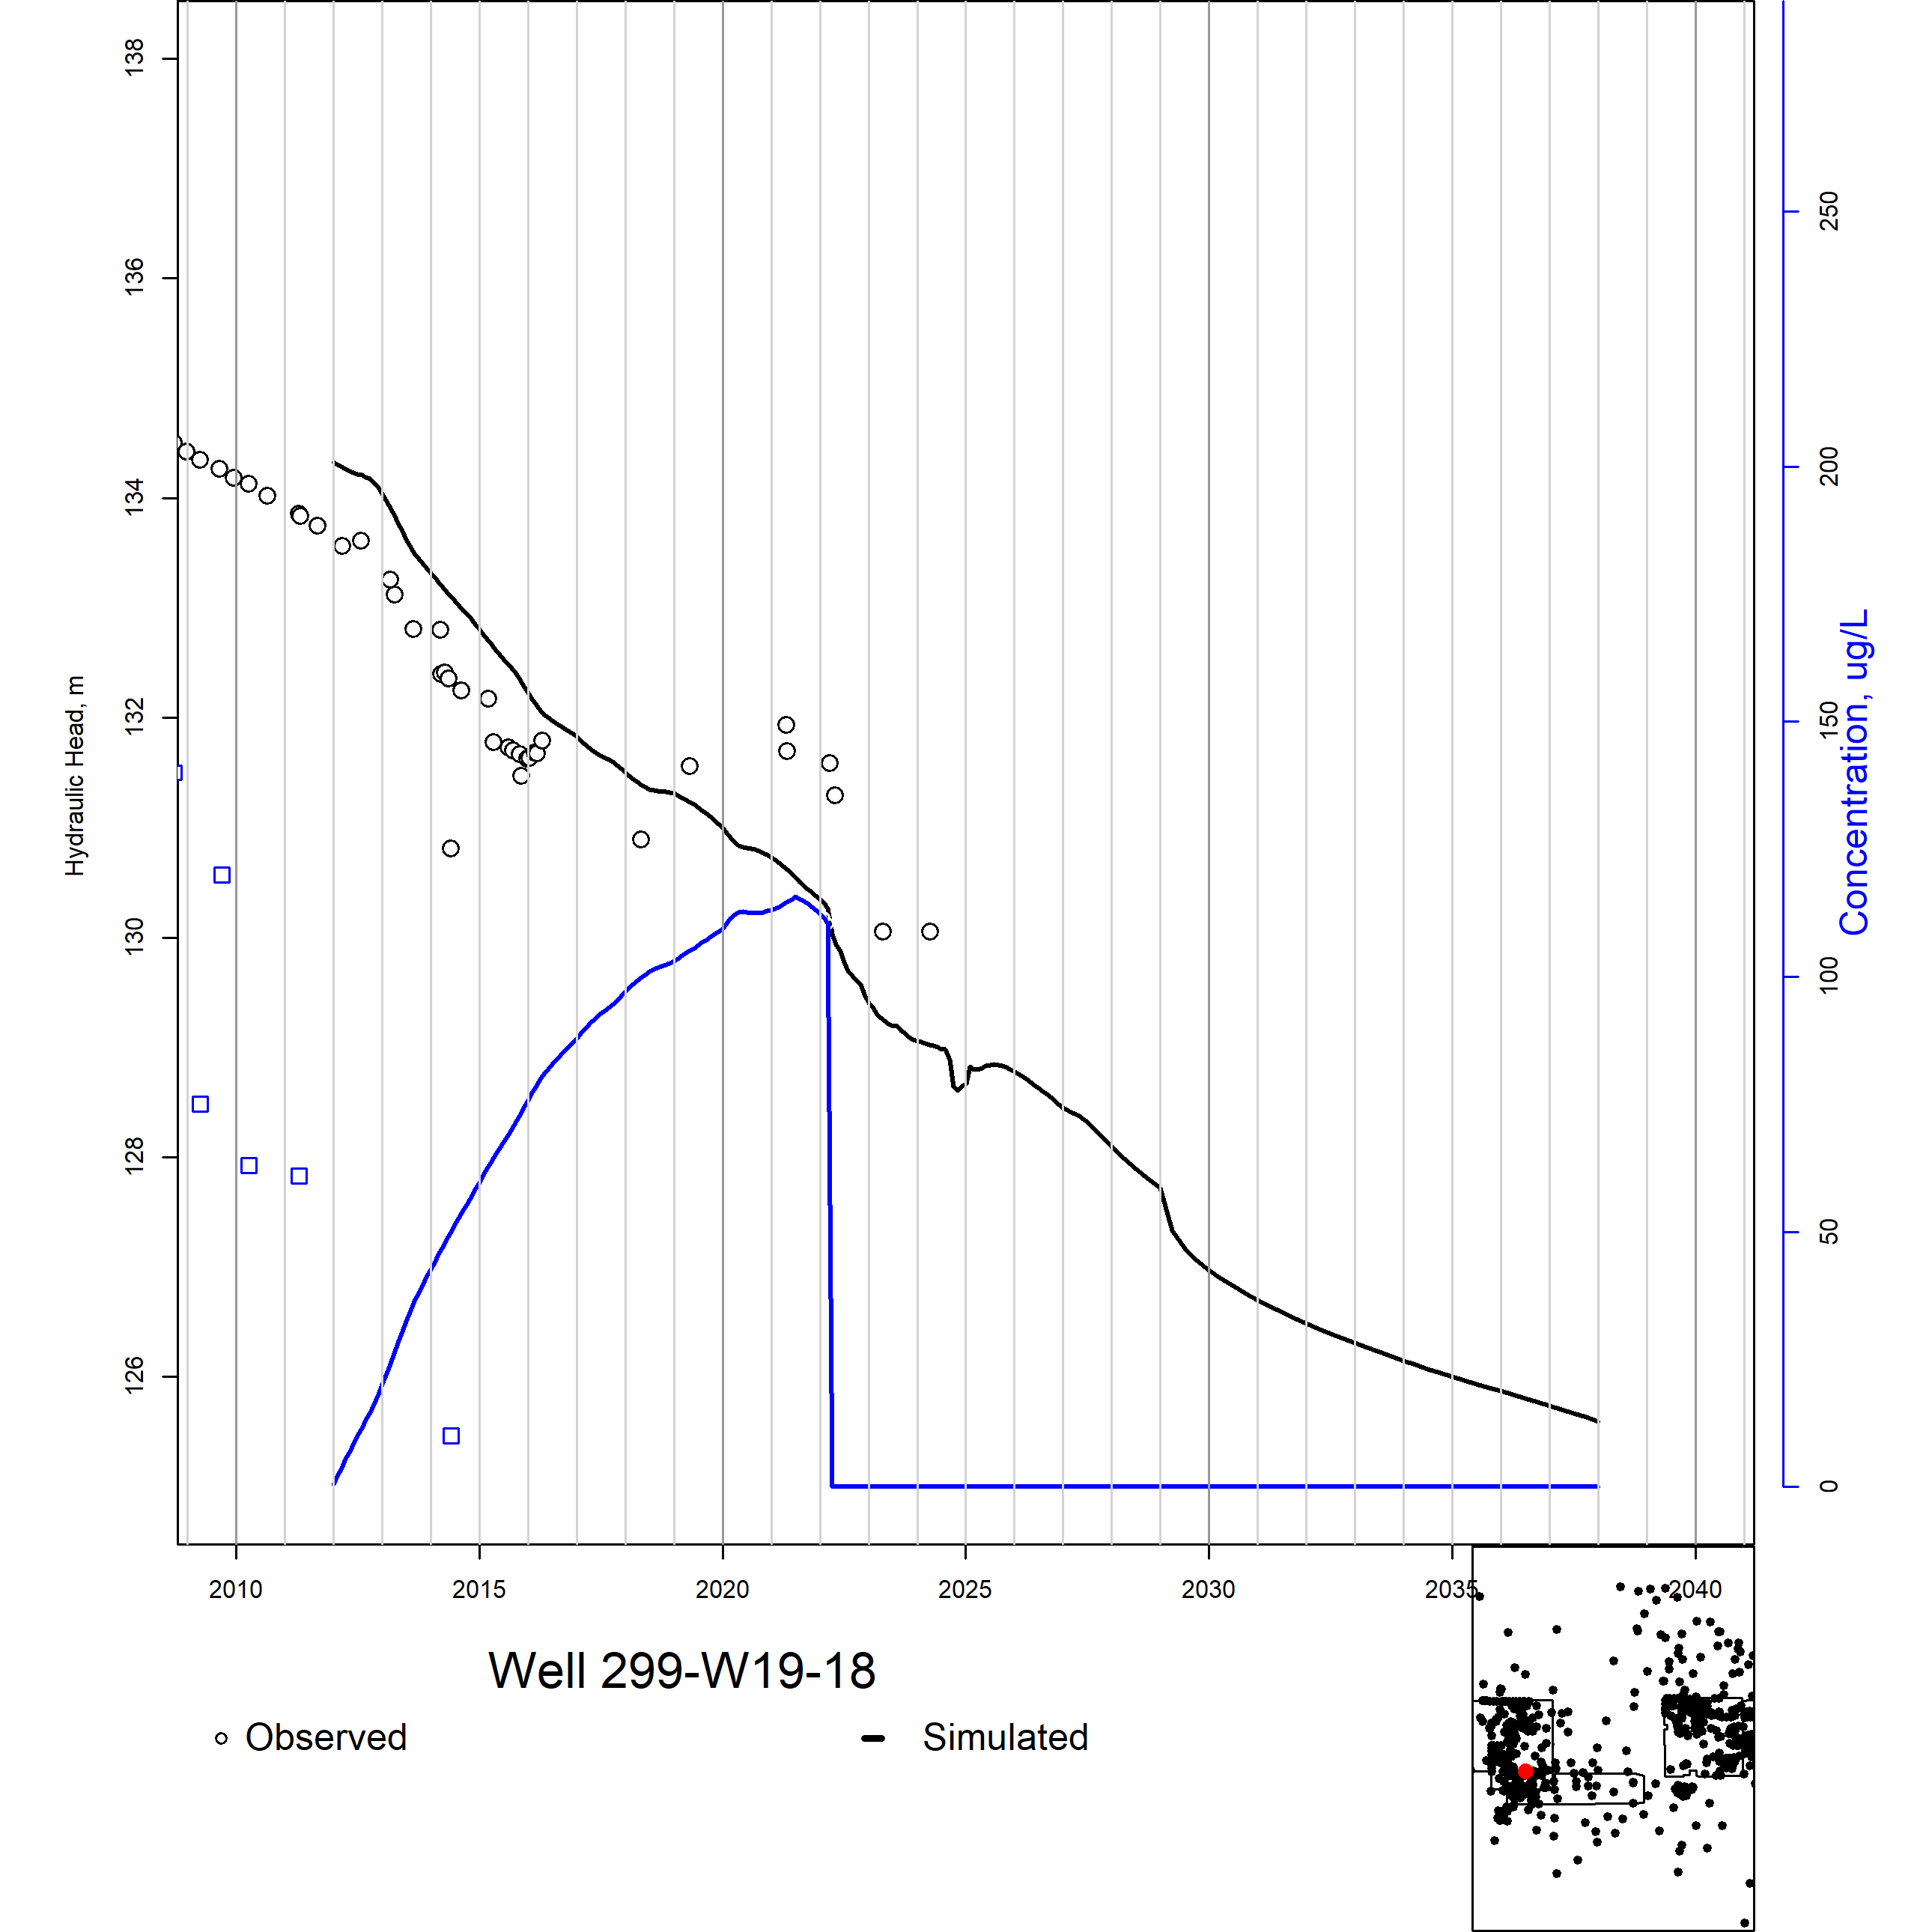 138
136
134
132
130
128
126
Hydraulic Head, m
250
200
150
100
50
0
Concentration, ug/L
2010 2015 2020 2025 2030 2035 2040
Well 299-W19-18
Observed Simulated